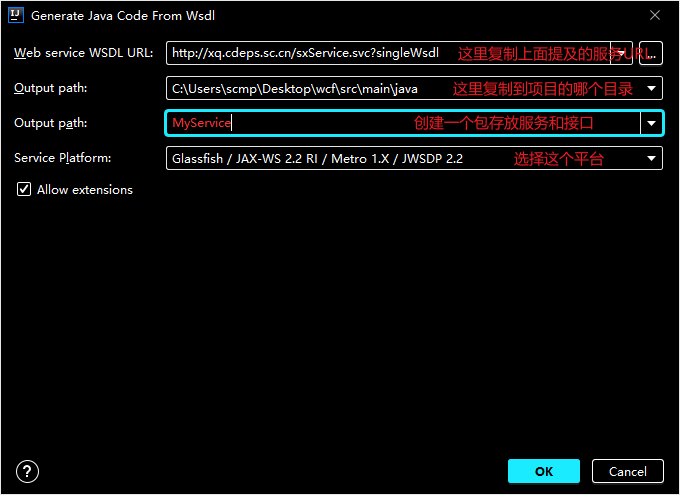 Generate Java Code From Wsdl
Web service WSDL URL: http://xq.cdeps.sc.cn/sxService.svc?singleWsdl 这里复制上面提及的服务URL ...
Output path: C:\Users\scmp\Desktop\wcf\src\main\java 这里复制到项目的哪个目录
Output path: MyService 创建一个包存放服务和接口
Service Platform: Glassfish / JAX-WS 2.2 RI / Metro 1.X / JWSDP 2.2 选择这个平台
Allow extensions
? OK Cancel